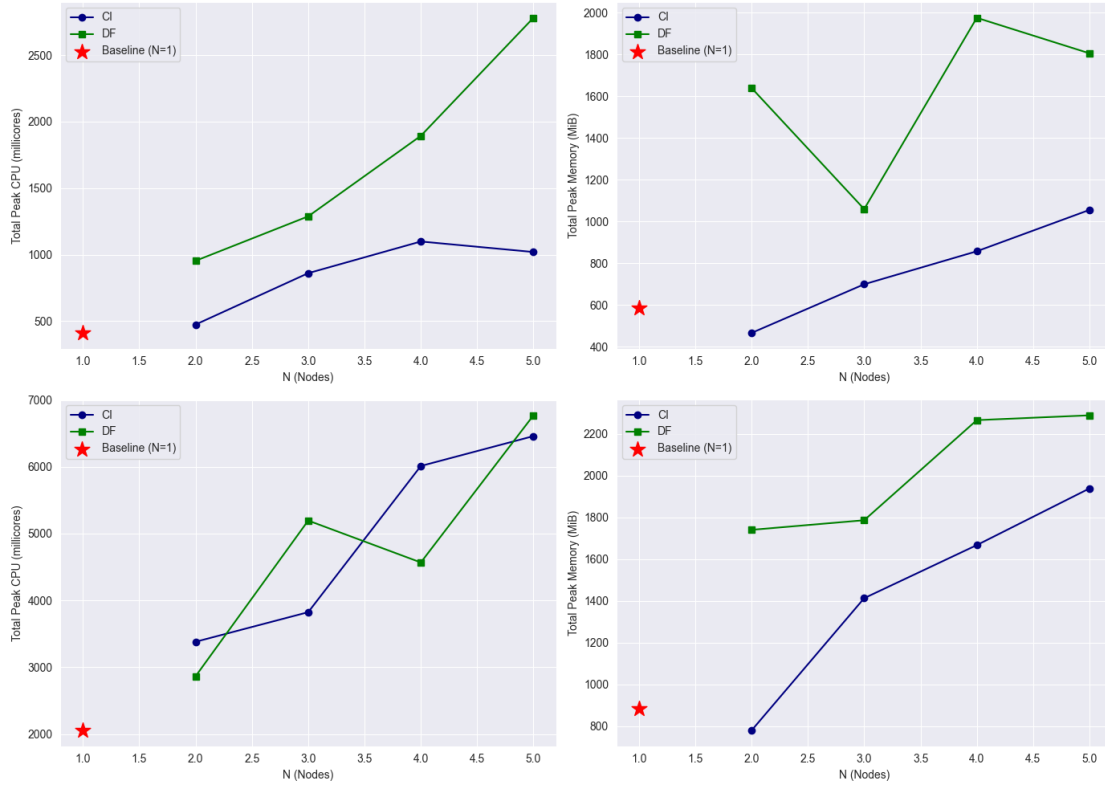 CI
DF
Baseline (N=1)
Total Peak CPU (millicores)
2500
2000
1500
1000
500
1.0 1.5 2.0 2.5 3.0 3.5 4.0 4.5 5.0
N (Nodes)
CI
DF
Baseline (N=1)
Total Peak Memory (MiB)
2000
1800
1600
1400
1200
1000
800
600
400
1.0 1.5 2.0 2.5 3.0 3.5 4.0 4.5 5.0
N (Nodes)
CI
DF
Baseline (N=1)
Total Peak CPU (millicores)
7000
6000
5000
4000
3000
2000
1.0 1.5 2.0 2.5 3.0 3.5 4.0 4.5 5.0
N (Nodes)
CI
DF
Baseline (N=1)
Total Peak Memory (MiB)
2200
2000
1800
1600
1400
1200
1000
800
1.0 1.5 2.0 2.5 3.0 3.5 4.0 4.5 5.0
N (Nodes)